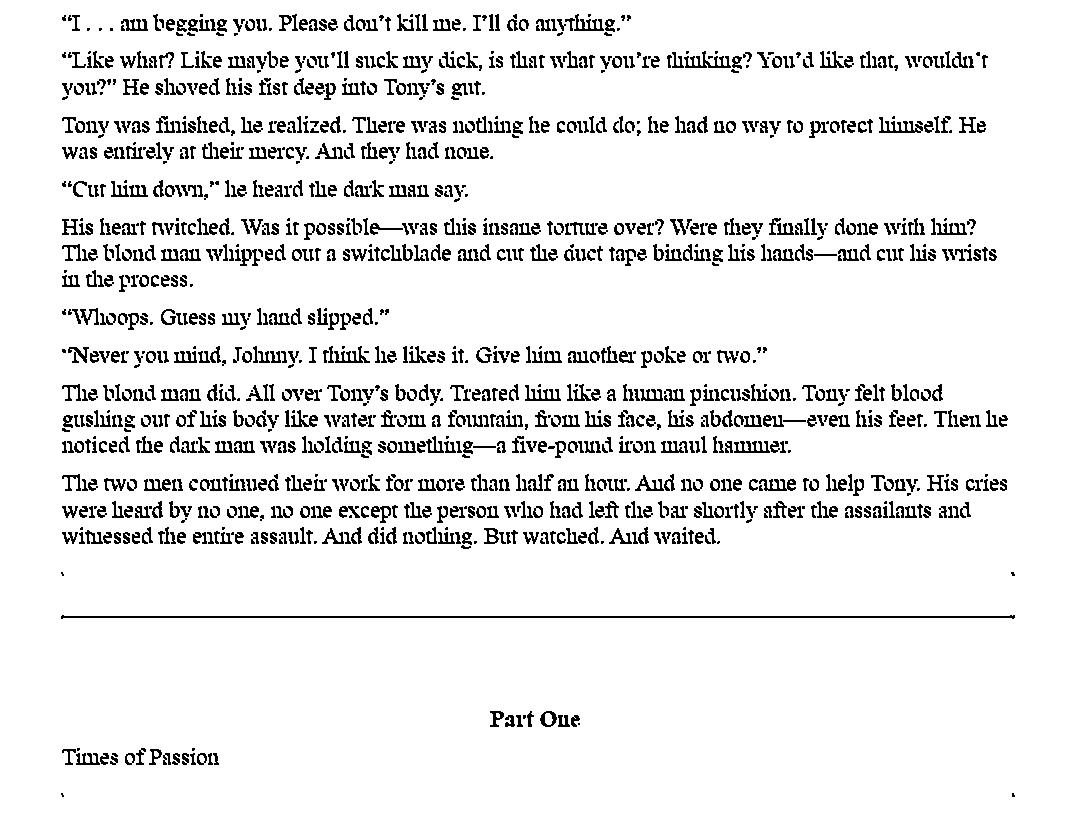 “I . . . am begging you. Please don’t kill me. I’ll do anything.”
“Like what? Like maybe you’ll suck my dick, is that what you’re thinking? You’d like that, wouldn’t
you?” He shoved his fist deep into Tony’s gut.
Tony was finished, he realized. There was nothing he could do; he had no way to protect himself. He
was entirely at their mercy. And they had none.
“Cut him down,” he heard the dark man say.
His heart twitched. Was it possible—was this insane torture over? Were they finally done with him?
The blond man whipped out a switchblade and cut the duct tape binding his hands—and cut his wrists
in the process.
“Whoops. Guess my hand slipped.”
“Never you mind, Johnny. I think he likes it. Give him another poke or two.”
The blond man did. All over Tony’s body. Treated him like a human pincushion. Tony felt blood
gushing out of his body like water from a fountain, from his face, his abdomen—even his feet. Then he
noticed the dark man was holding something—a five-pound iron maul hammer.
The two men continued their work for more than half an hour. And no one came to help Tony. His cries
were heard by no one, no one except the person who had left the bar shortly after the assailants and
witnessed the entire assault. And did nothing. But watched. And waited.
Part One
Times of Passion